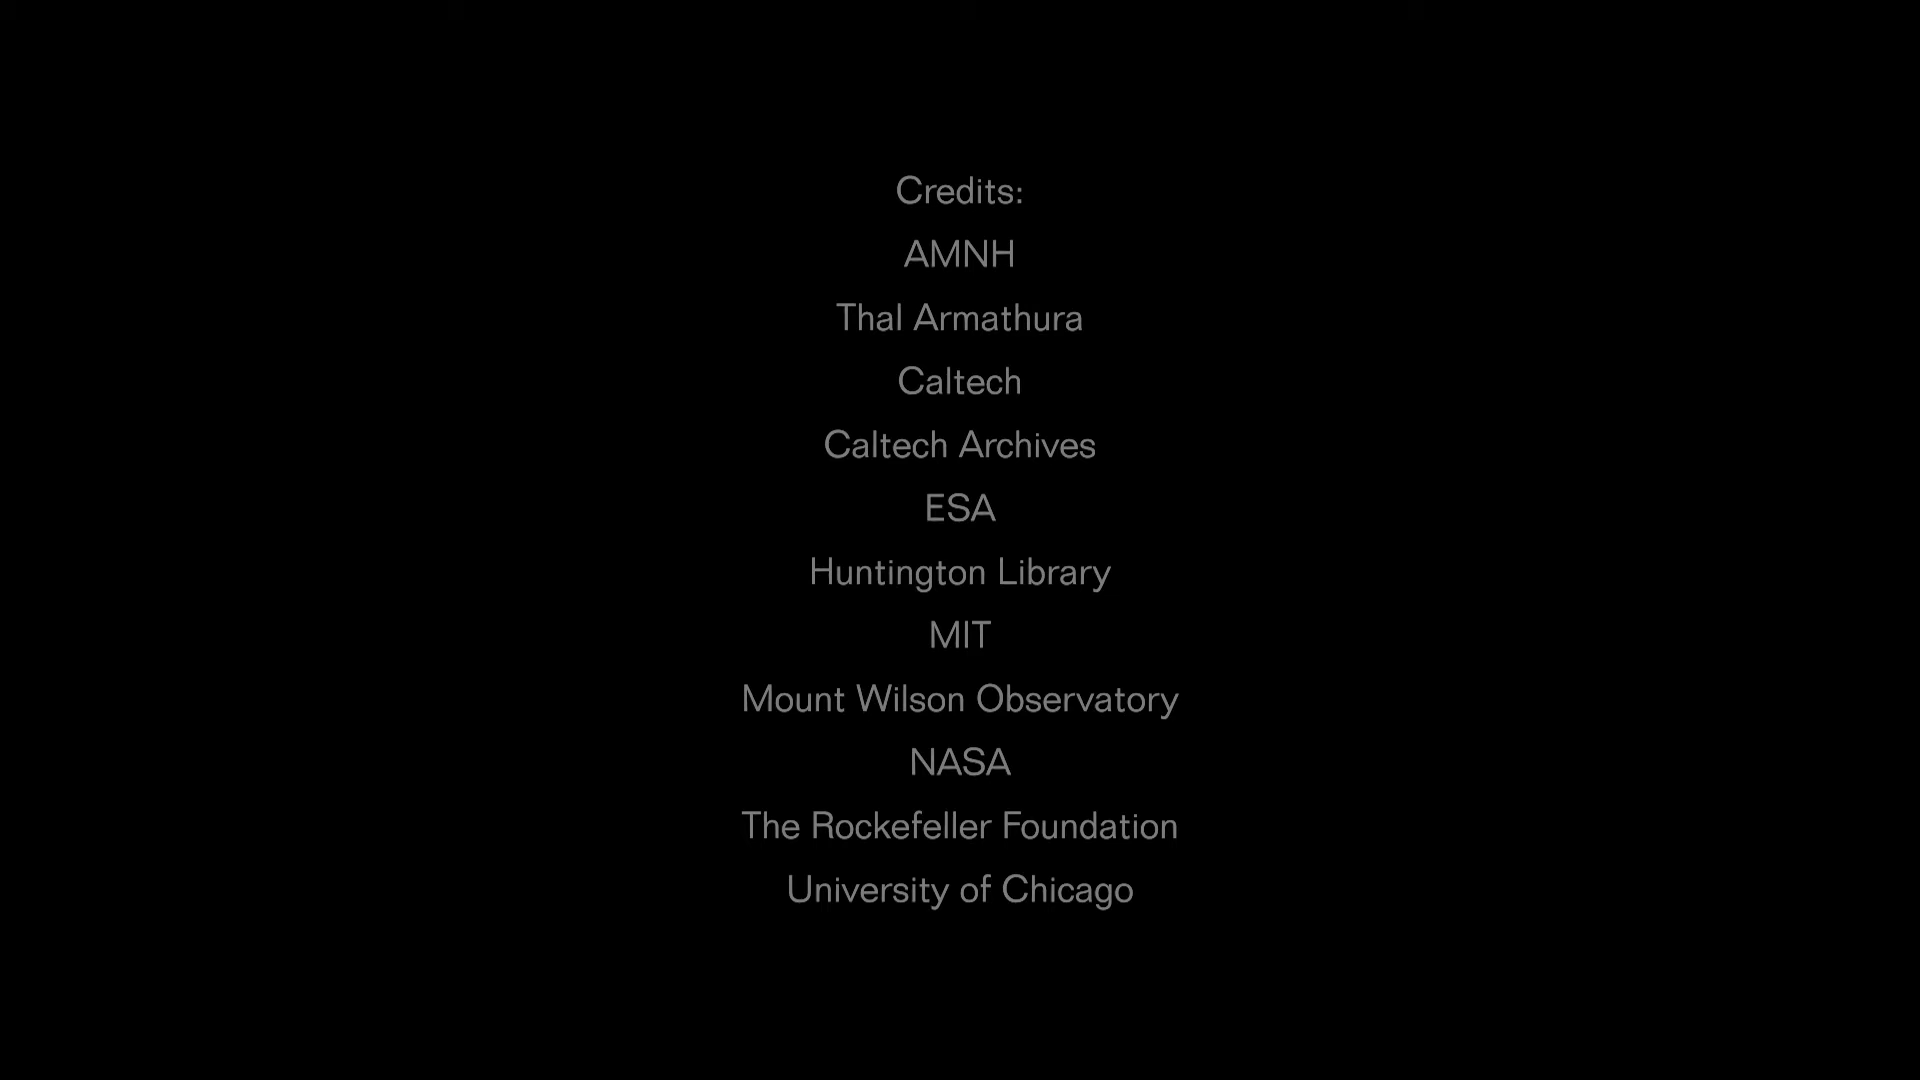 Credits:
AMNH
Thal Armathura
Caltech
Caltech Archives
ESA
Huntington Library
MIT
Mount Wilson Observatory
NASA
The Rockefeller Foundation
University of Chicago